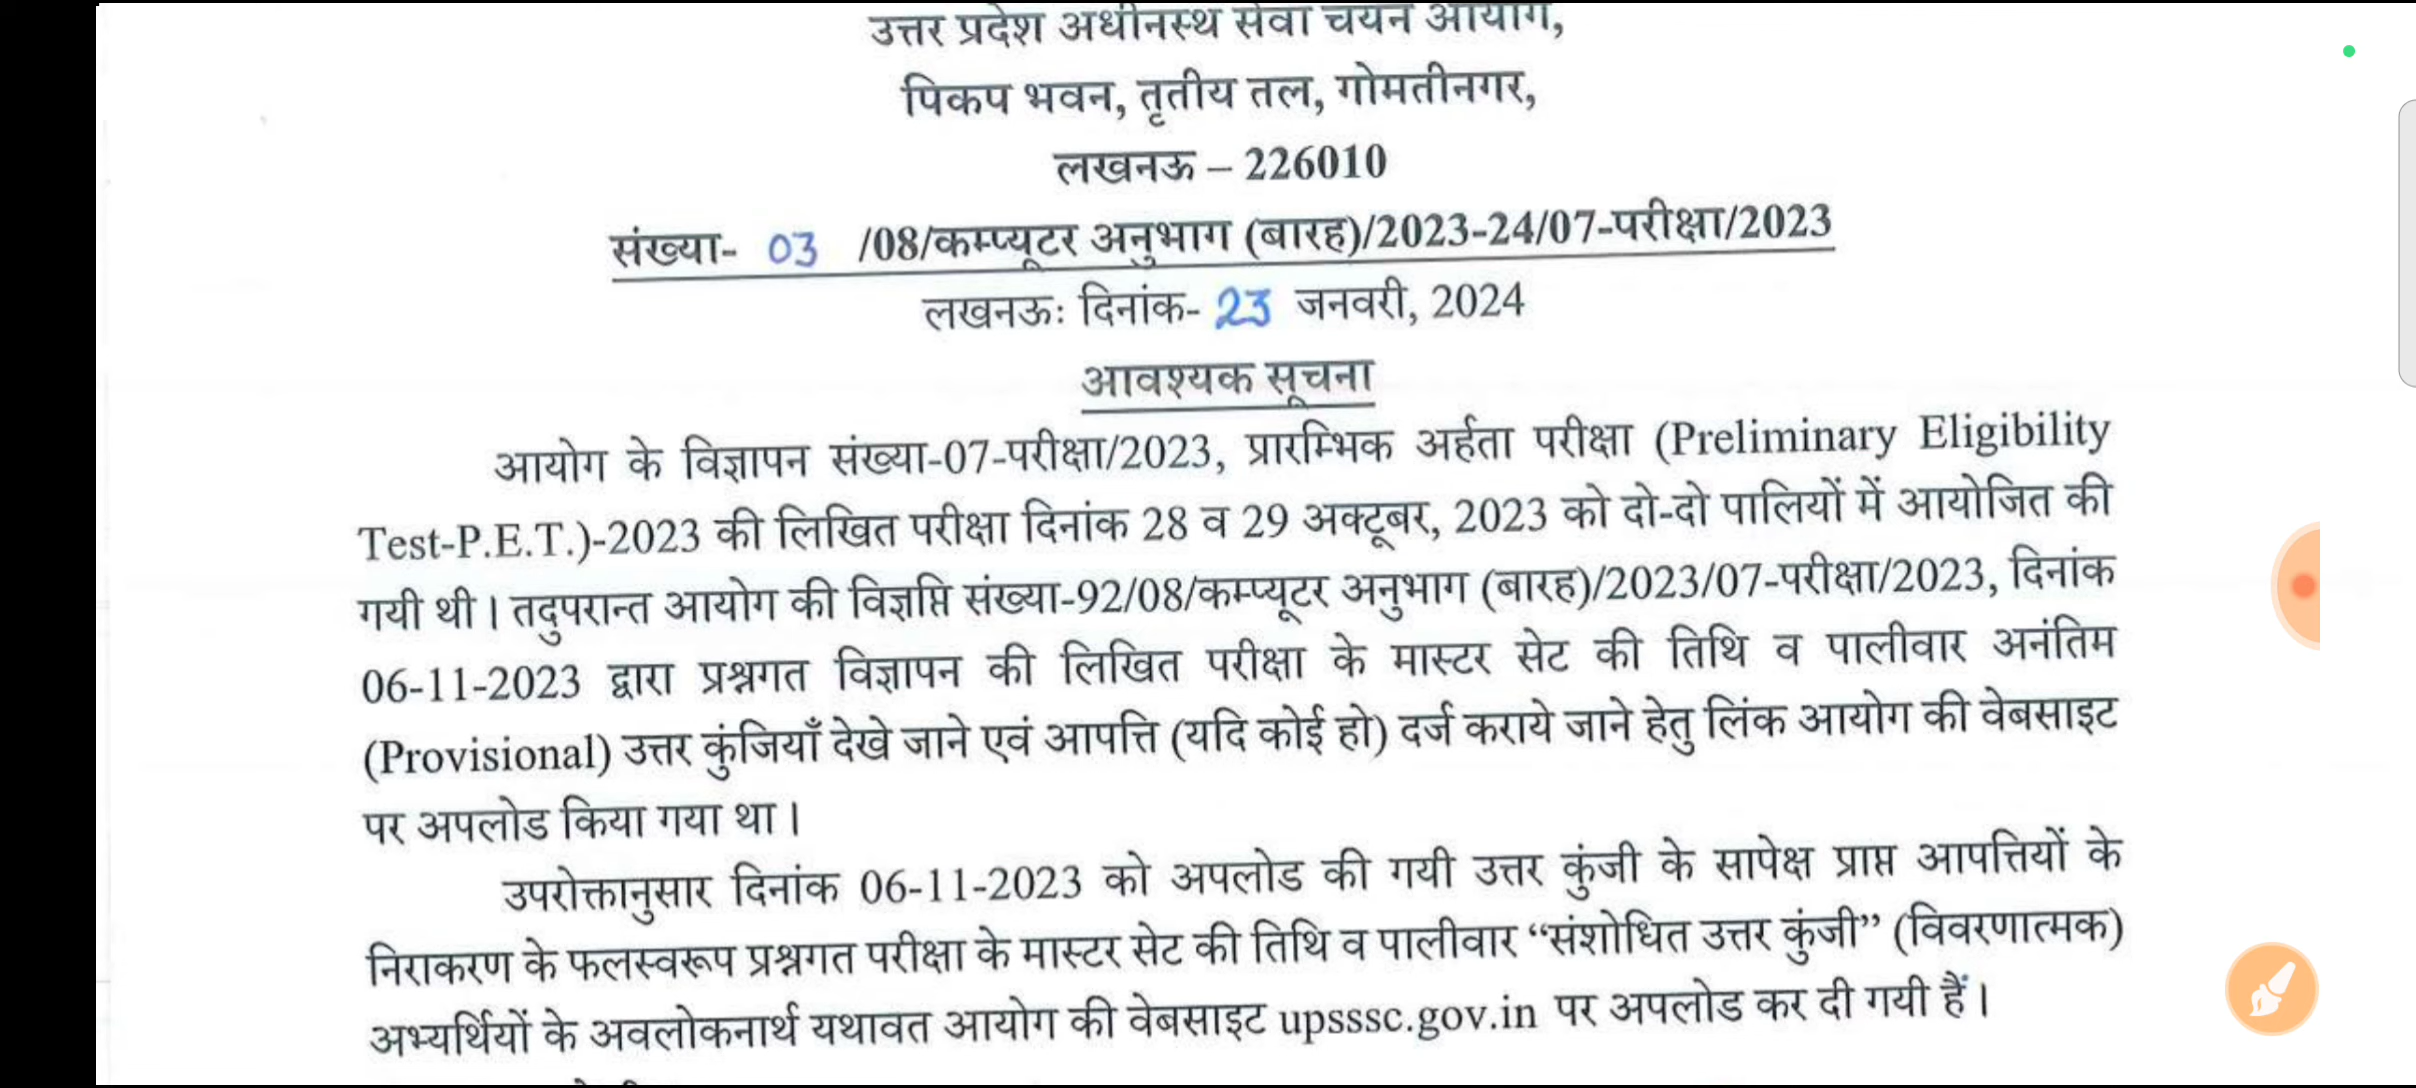 उत्तर प्रदेश अधीनस्थ सेवा चयन आयोग,
पिकप भवन, तृतीय तल, गोमतीनगर,
लखनऊ – 226010
संख्या- 03 /08/कम्प्यूटर अनुभाग (बारह)/2023-24/07-परीक्षा/2023
लखनऊः दिनांक- 23 जनवरी, 2024
आवश्यक सूचना
आयोग के विज्ञापन संख्या-07-परीक्षा/2023, प्रारम्भिक अर्हता परीक्षा (Preliminary Eligibility
Test-P.E.T.)-2023 की लिखित परीक्षा दिनांक 28 व 29 अक्टूबर, 2023 को दो-दो पालियों में आयोजित की
गयी थी। तदुपरान्त आयोग की विज्ञप्ति संख्या-92/08/कम्प्यूटर अनुभाग (बारह)/2023/07-परीक्षा/2023, दिनांक
06-11-2023 द्वारा प्रश्नगत विज्ञापन की लिखित परीक्षा के मास्टर सेट की तिथि व पालीवार अनंतिम
(Provisional) उत्तर कुंजियाँ देखे जाने एवं आपत्ति (यदि कोई हो) दर्ज कराये जाने हेतु लिंक आयोग की वेबसाइट
पर अपलोड किया गया था।
उपरोक्तानुसार दिनांक 06-11-2023 को अपलोड की गयी उत्तर कुंजी के सापेक्ष प्राप्त आपत्तियों के
निराकरण के फलस्वरूप प्रश्नगत परीक्षा के मास्टर सेट की तिथि व पालीवार “संशोधित उत्तर कुंजी” (विवरणात्मक)
अभ्यर्थियों के अवलोकनार्थ यथावत आयोग की वेबसाइट upsssc.gov.in पर अपलोड कर दी गयी हैं।